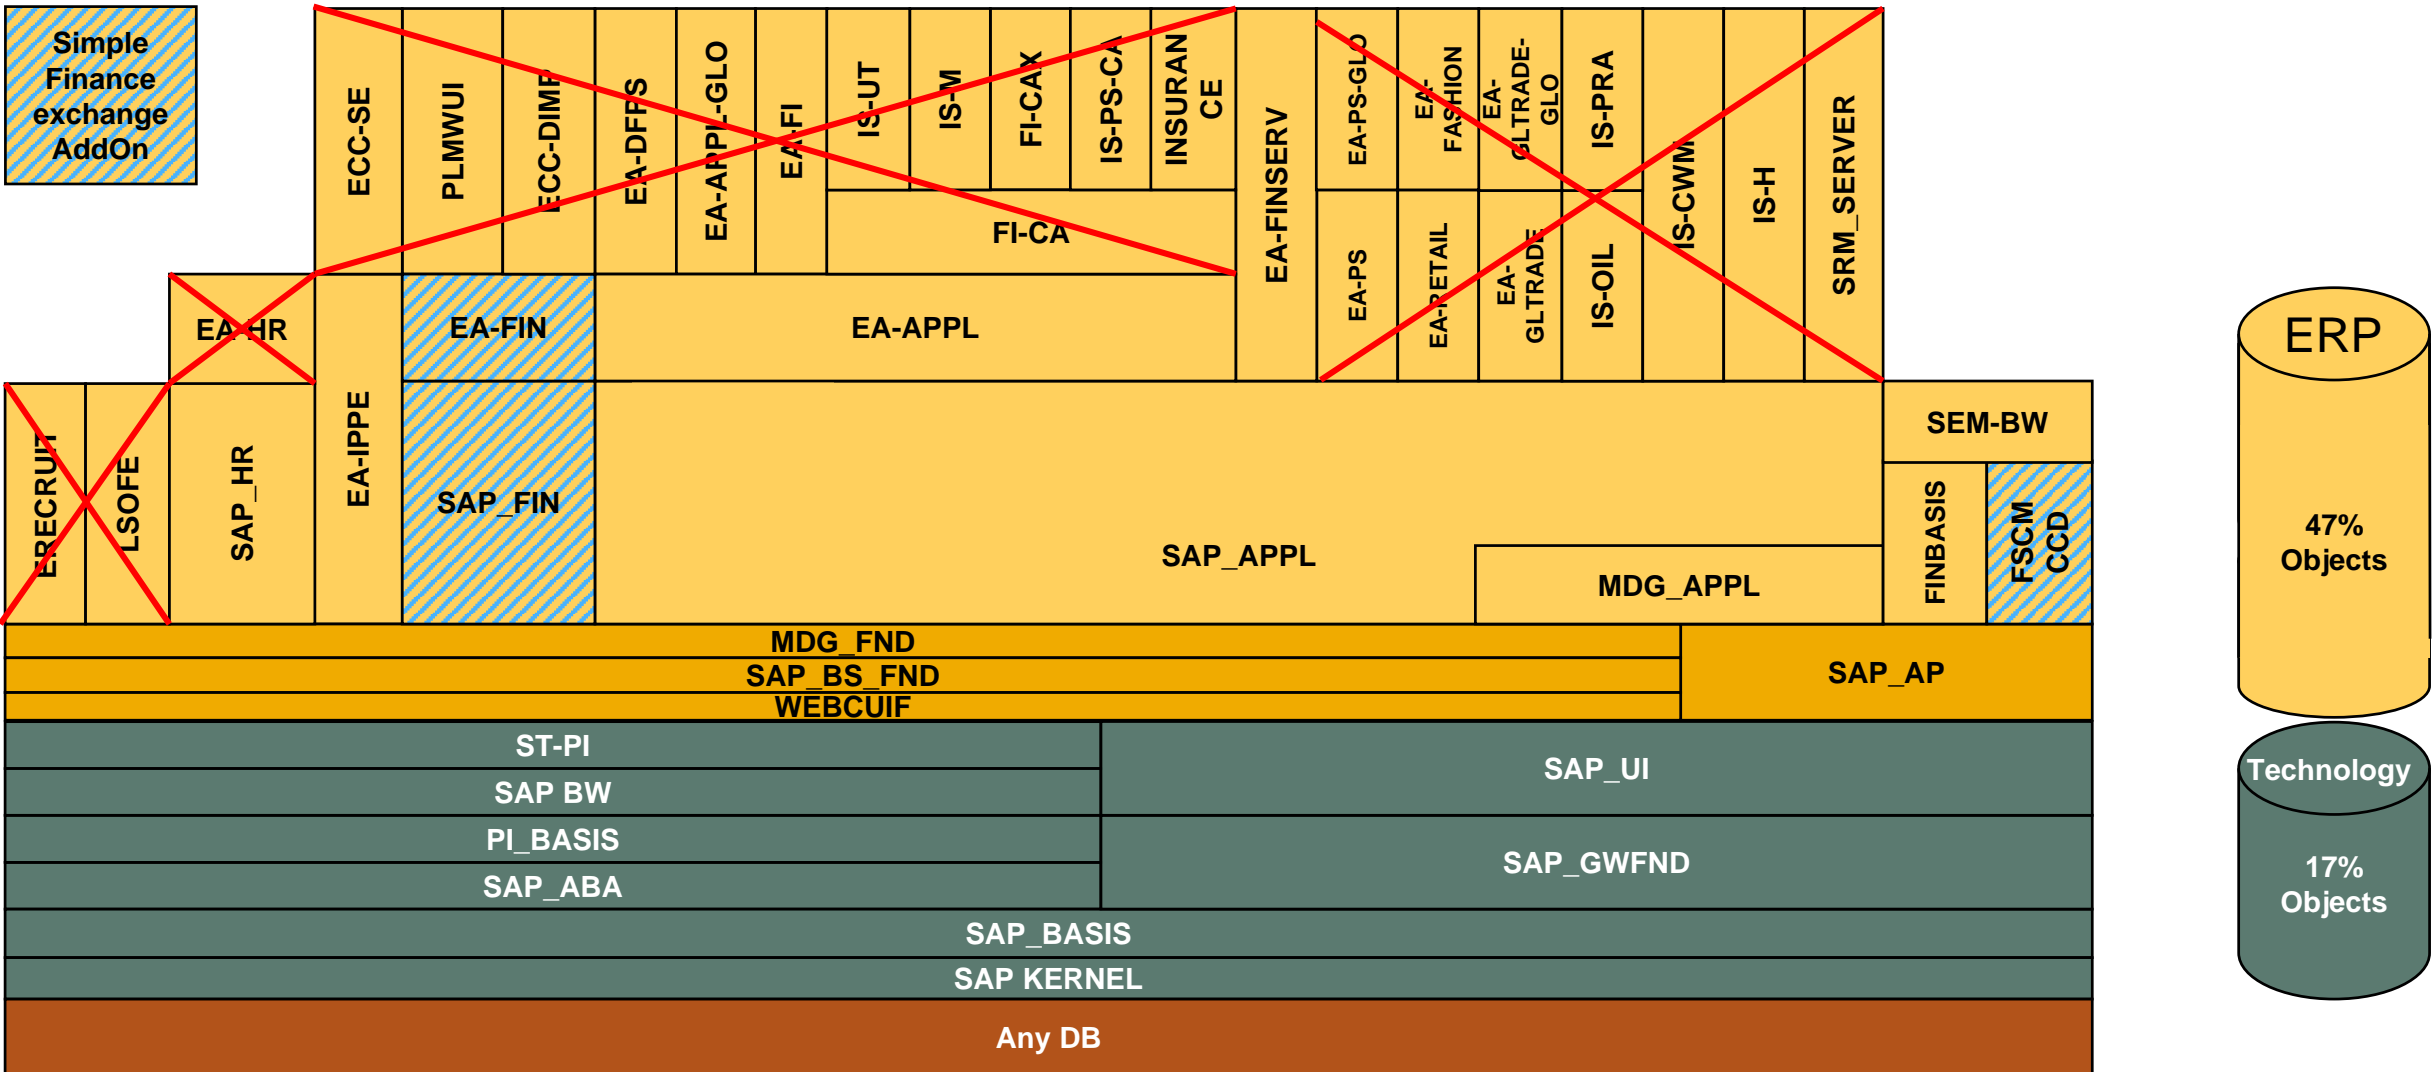 Simple
Finance
exchange
AddOn
ECC-SE
PLMWUI
ECC-DIMP
EA-DFPS
EA-APPL-GLO
EA-FI
IS-UT
IS-M
FI-CAX
IS-PS-CA
INSURAN
CE
FI-CA
EA-FINSERV
EA-PS-GLO
EA-
FASHION
EA-
GLTRADE-
GLO
IS-PRA
EA-PS
EA-RETAIL
EA-
GLTRADE
IS-OIL
IS-CWM
IS-H
SRM_SERVER
EA-HR
EA-IPPE
EA-FIN
EA-APPL
ERECRUIT
LSOFE
SAP_HR
SAP_FIN
SAP_APPL
MDG_APPL
SEM-BW
FINBASIS
FSCM
CCD
MDG_FND
SAP_BS_FND
WEBCUIF
SAP_AP
ST-PI
SAP BW
SAP_UI
PI_BASIS
SAP_ABA
SAP_GWFND
SAP_BASIS
SAP KERNEL
Any DB
ERP
47%
Objects
Technology
17%
Objects